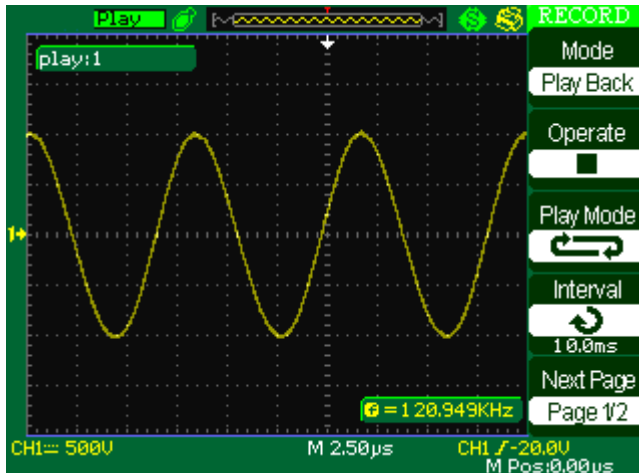 Play
RECORD
play:1
Mode
Play Back
Operate
Play Mode
Interval
10.0ms
Next Page
Page 1/2
1
=120.949KHz
CH1 500V
M 2.50µs
CH1 -20.0V
M Pos:0.00µs